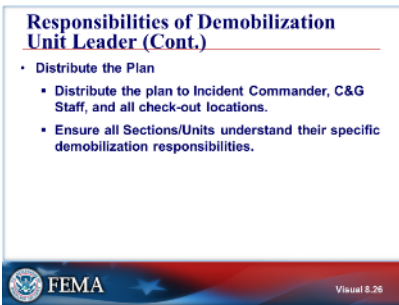 Responsibilities of Demobilization
Unit Leader (Cont.)
• Distribute the Plan
▪ Distribute the plan to Incident Commander, C&G
Staff, and all check-out locations.
▪ Ensure all Sections/Units understand their specific
demobilization responsibilities.
FEMA
Visual 8.26